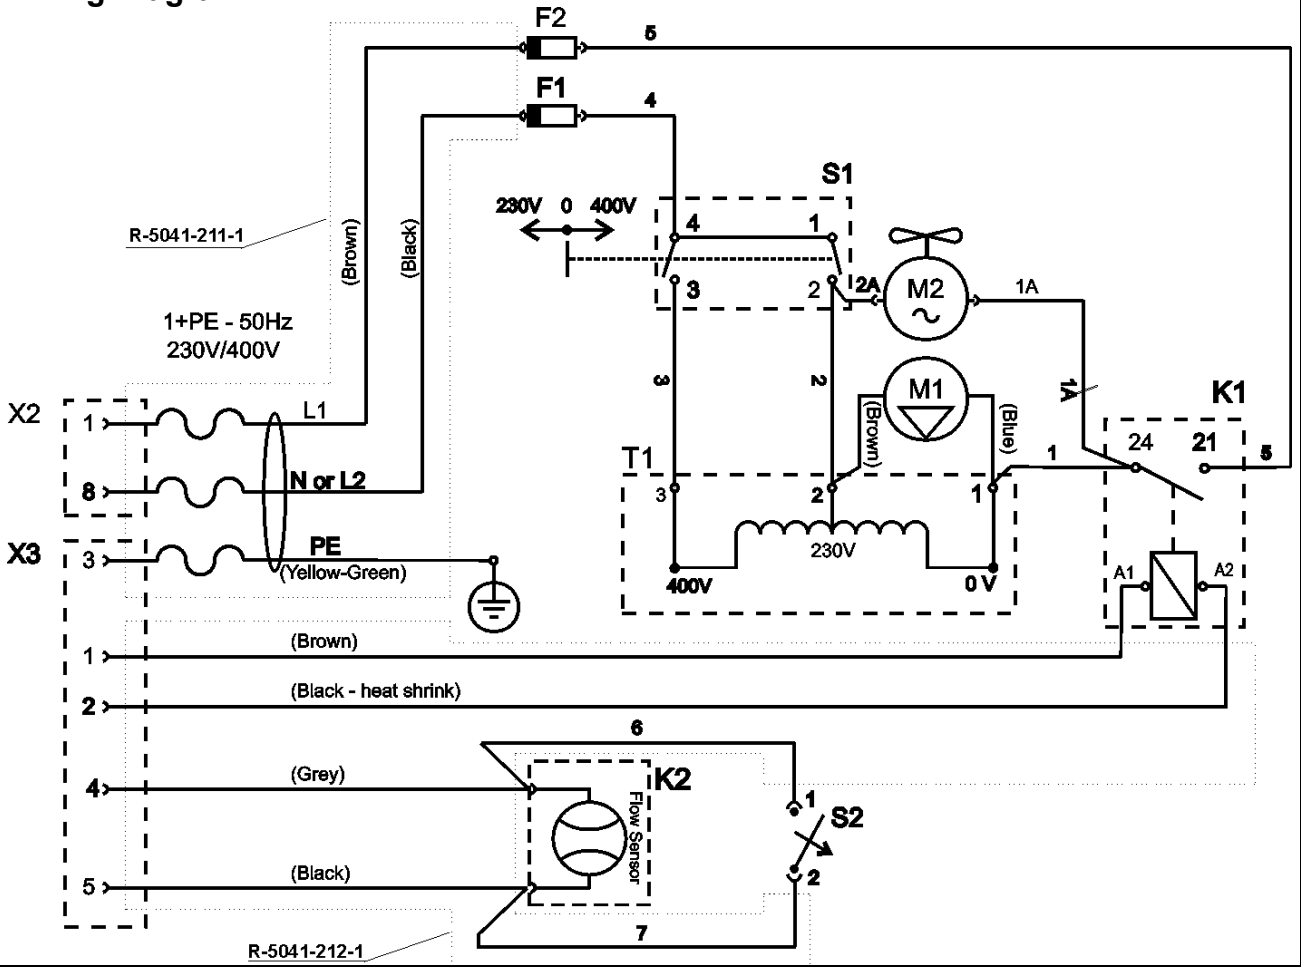 F2
5
F1
4
S1
230V 0 400V
4 1
R-5041-211-1
(Brown)
(Black)
3 2 2A M2 1A
1+PE - 50Hz
230V/400V
3
2
M1
1A
K1
(Brown)
(Blue)
X2
1 L1
24 21
T1
1 5
8 N or L2
3 2 1
X3
3 PE
(Yellow-Green)
230V
400V 0 V
A1 A2
1 (Brown)
2 (Black - heat shrink)
6
4 (Grey)
K2
Flow Sensor
1
S2
5 (Black)
2
7
R-5041-212-1